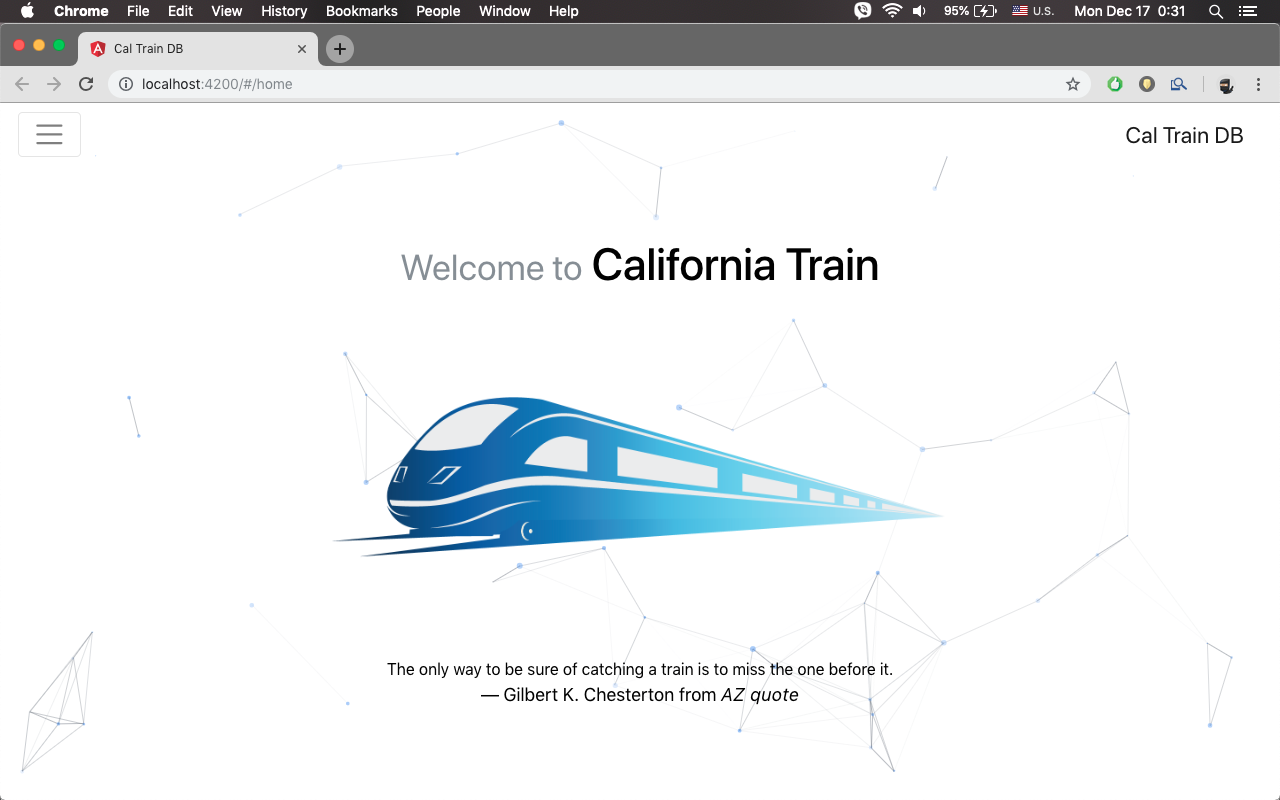 Chrome File Edit View History Bookmarks People Window Help 95% U.S. Mon Dec 17 0:31
Cal Train DB
localhost:4200/#/home
Cal Train DB
Welcome to California Train
The only way to be sure of catching a train is to miss the one before it.
— Gilbert K. Chesterton from AZ quote